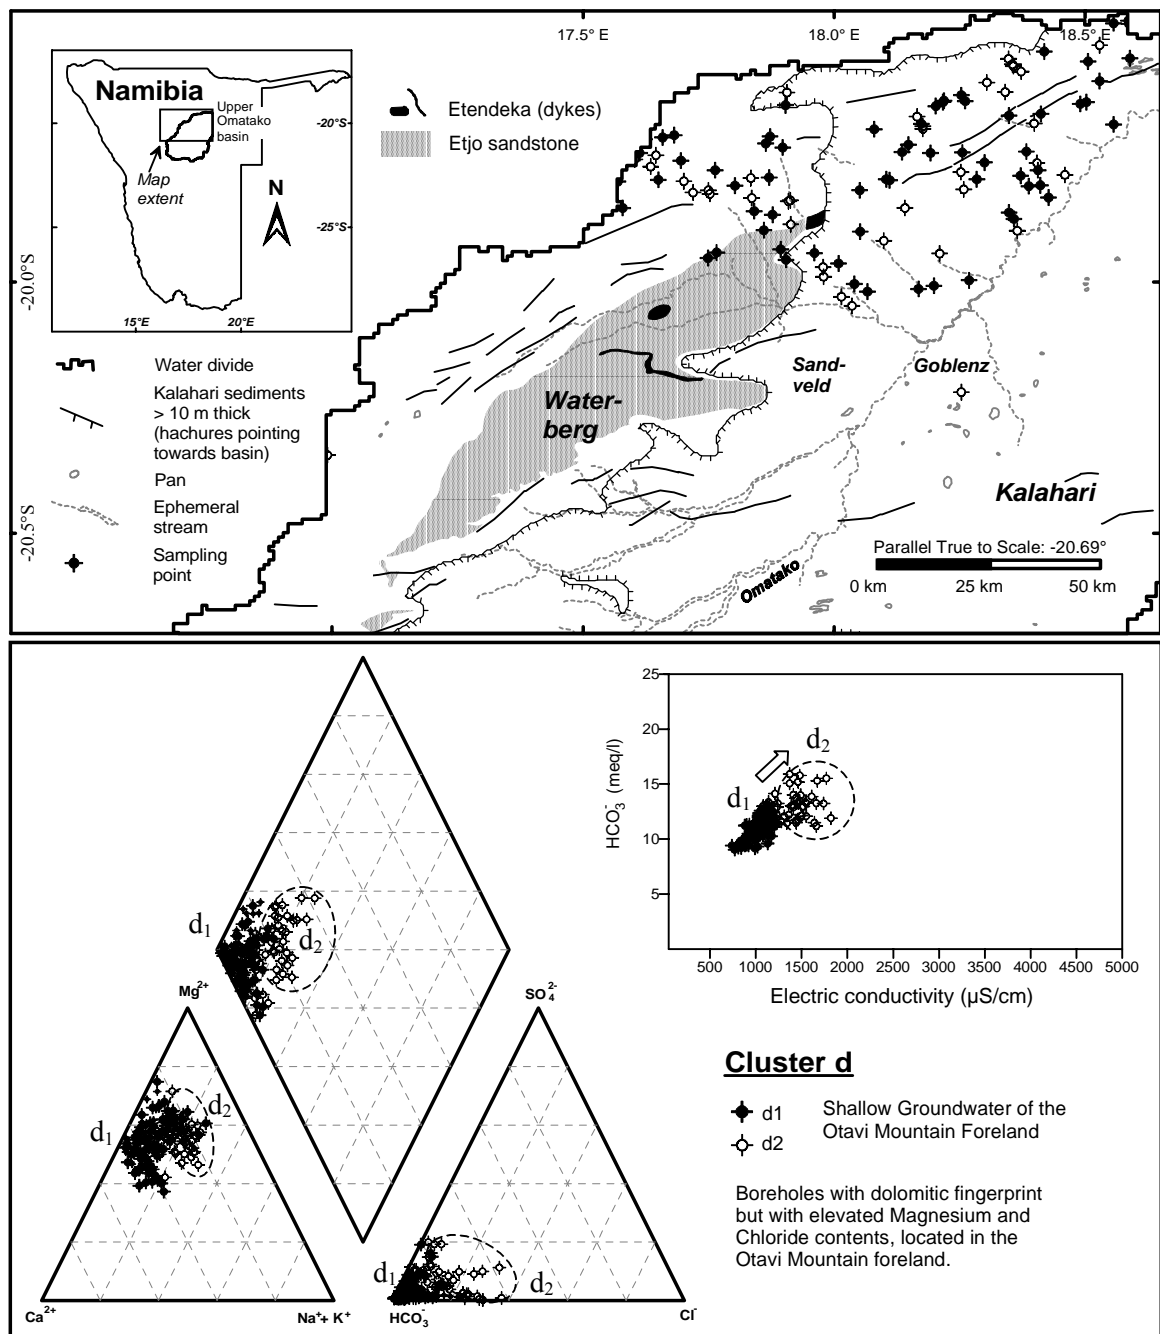 17.5° E
18.0° E
18.5° E
Namibia
Upper
Omatako
basin
-20°S
Map
extent
N
-25°S
15°E
20°E
Etendeka (dykes)
Etjo sandstone
-20.0°S
-20.5°S
Water divide
Kalahari sediments
> 10 m thick
(hachures pointing
towards basin)
Pan
Ephemeral
stream
Sampling
point
Water-
berg
Sand-
veld
Goblenz
Kalahari
Omatako
Parallel True to Scale: -20.69°
0 km
25 km
50 km
d1
d2
Mg2+
d1
d2
Ca2+
Na++ K+
SO42-
d1
d2
HCO3-
Cl-
25
20
15
10
5
HCO3- (meq/l)
d1
d2
500
1000
1500
2000
2500
3000
3500
4000
4500
5000
Electric conductivity (µS/cm)
Cluster d
d1
d2
Shallow Groundwater of the
Otavi Mountain Foreland
Boreholes with dolomitic fingerprint
but with elevated Magnesium and
Chloride contents, located in the
Otavi Mountain foreland.